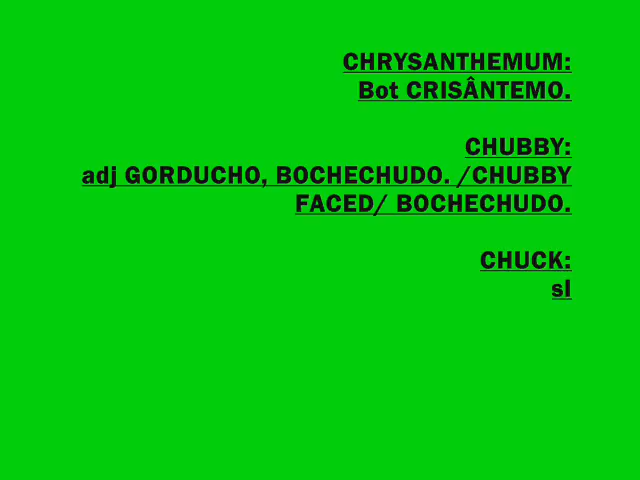 CHRYSANTHEMUM:
Bot CRISÂNTEMO.
CHUBBY:
adj GORDUCHO, BOCHECHUDO. /CHUBBY
FACED/ BOCHECHUDO.
CHUCK:
sl